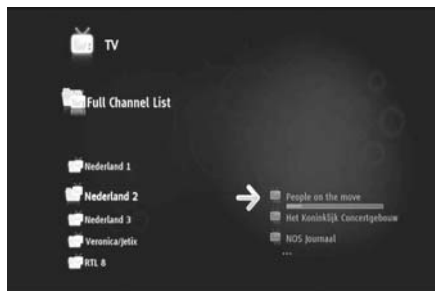 TV
Full Channel List
Nederland 1
Nederland 2
Nederland 3
Veronica/Jetix
RTL 8
People on the move
Het Koninklijk Concertgebouw
NOS Journaal
...